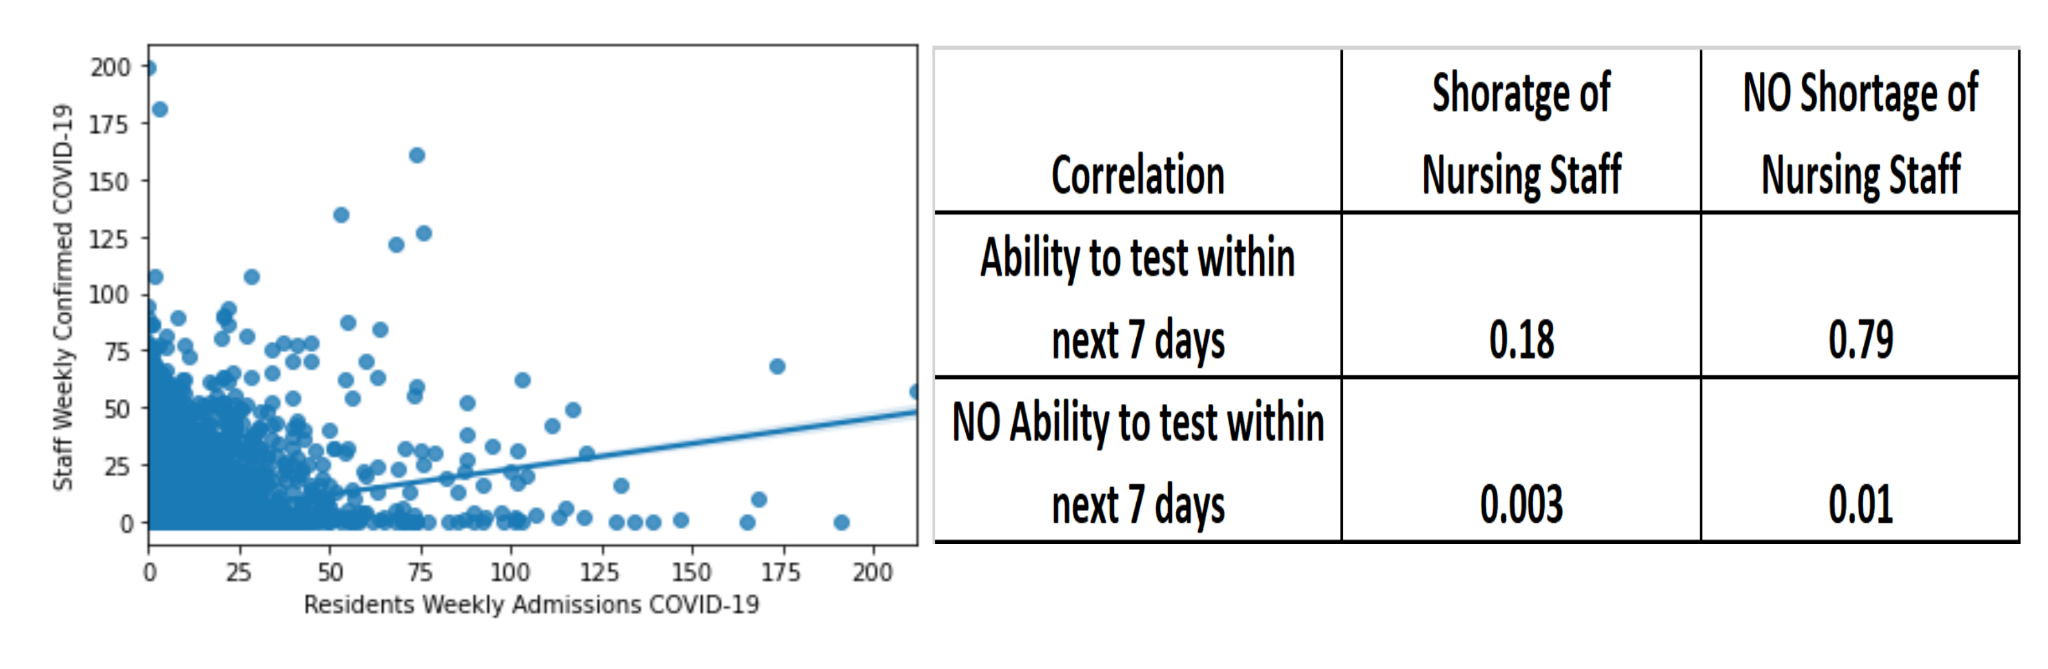 200
175
150
125
100
75
50
25
0
Staff Weekly Confirmed COVID-19
0 25 50 75 100 125 150 175 200
Residents Weekly Admissions COVID-19
Correlation
Shoratge of
Nursing Staff
NO Shortage of
Nursing Staff
Ability to test within
next 7 days
0.18
0.79
NO Ability to test within
next 7 days
0.003
0.01